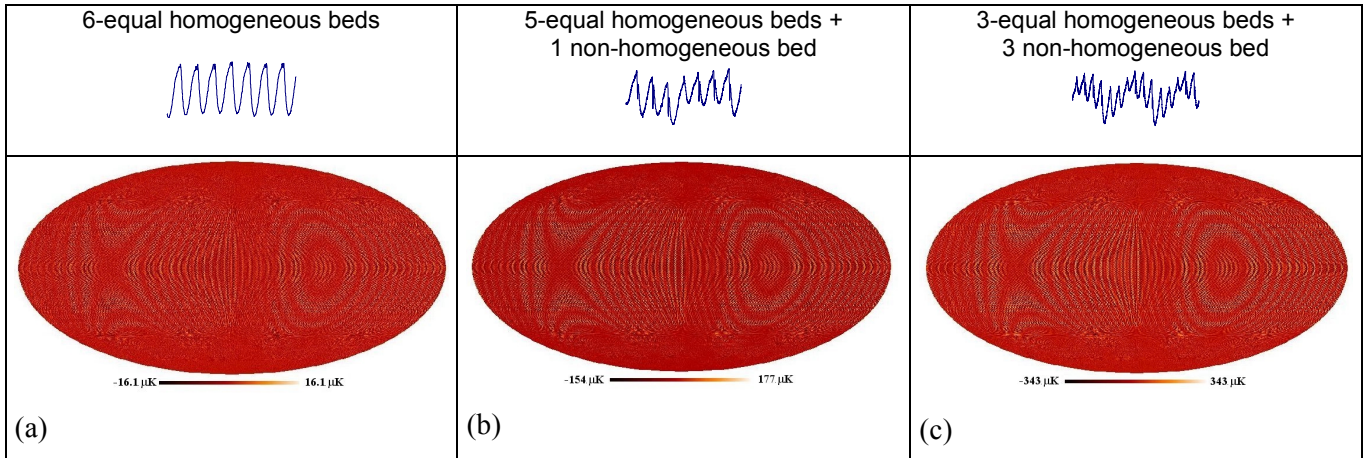 6-equal homogeneous beds
5-equal homogeneous beds +
1 non-homogeneous bed
3-equal homogeneous beds +
3 non-homogeneous bed
-16.1 μK 16.1 μK
-154 μK 177 μK
-343 μK 343 μK
(a)
(b)
(c)